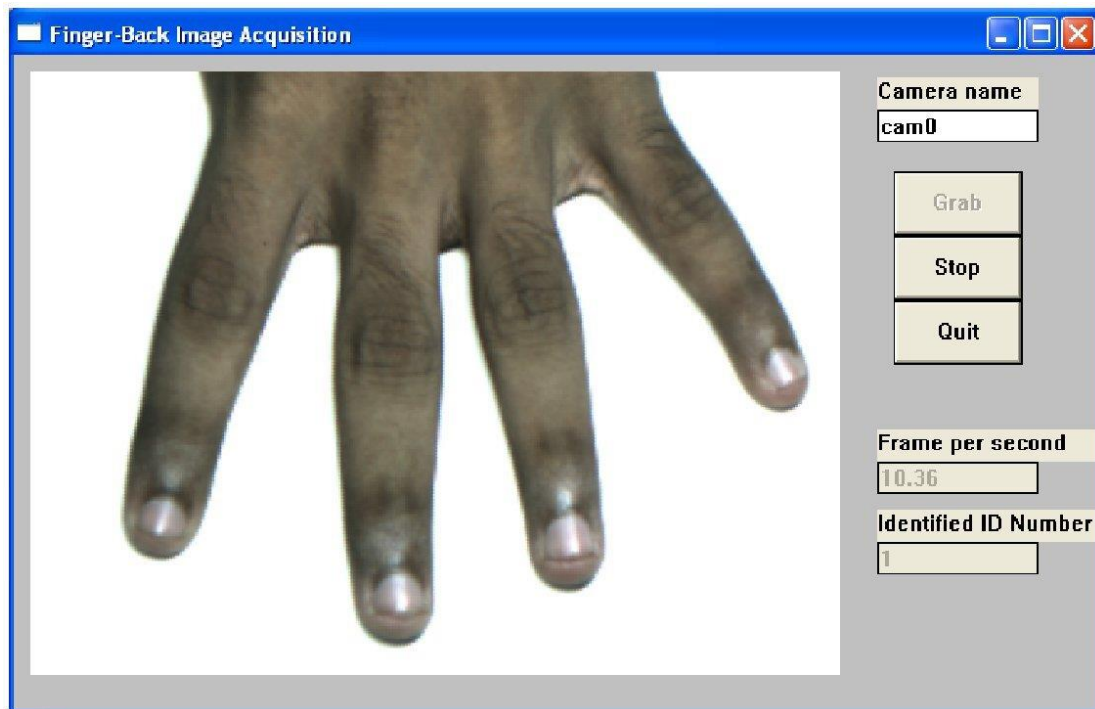 Finger-Back Image Acquisition
Camera name
cam0
Grab
Stop
Quit
Frame per second
10.36
Identified ID Number
1